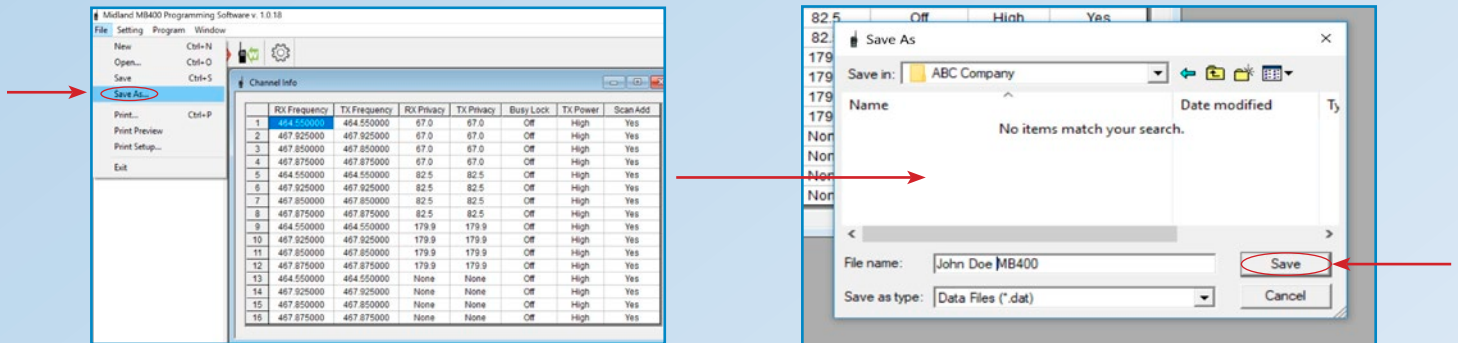 Midland MB400 Programming Software v. 1.0.18
File Setting Program Window
New Ctrl+N
Open... Ctrl+O
Save Ctrl+S
Save As...
Print... Ctrl+P
Print Preview
Print Setup...
Exit
Channel Info
RX Frequency TX Frequency RX Privacy TX Privacy Busy Lock TX Power Scan Add
1 464.550000 464.550000 67.0 67.0 Off High Yes
2 467.925000 467.925000 67.0 67.0 Off High Yes
3 467.850000 467.850000 67.0 67.0 Off High Yes
4 467.875000 467.875000 67.0 67.0 Off High Yes
5 464.550000 464.550000 82.5 82.5 Off High Yes
6 467.925000 467.925000 82.5 82.5 Off High Yes
7 467.850000 467.850000 82.5 82.5 Off High Yes
8 467.875000 467.875000 82.5 82.5 Off High Yes
9 464.550000 464.550000 179.9 179.9 Off High Yes
10 467.925000 467.925000 179.9 179.9 Off High Yes
11 467.850000 467.850000 179.9 179.9 Off High Yes
12 467.875000 467.875000 179.9 179.9 Off High Yes
13 464.550000 464.550000 None None Off High Yes
14 467.925000 467.925000 None None Off High Yes
15 467.850000 467.850000 None None Off High Yes
16 467.875000 467.875000 None None Off High Yes
82.5 Off High Yes
82.
179
179
179
179
Non
Non
Non
Non
Save As
Save in: ABC Company
Name Date modified Ty
No items match your search.
File name: John Doe MB400 Save
Save as type: Data Files (*.dat) Cancel